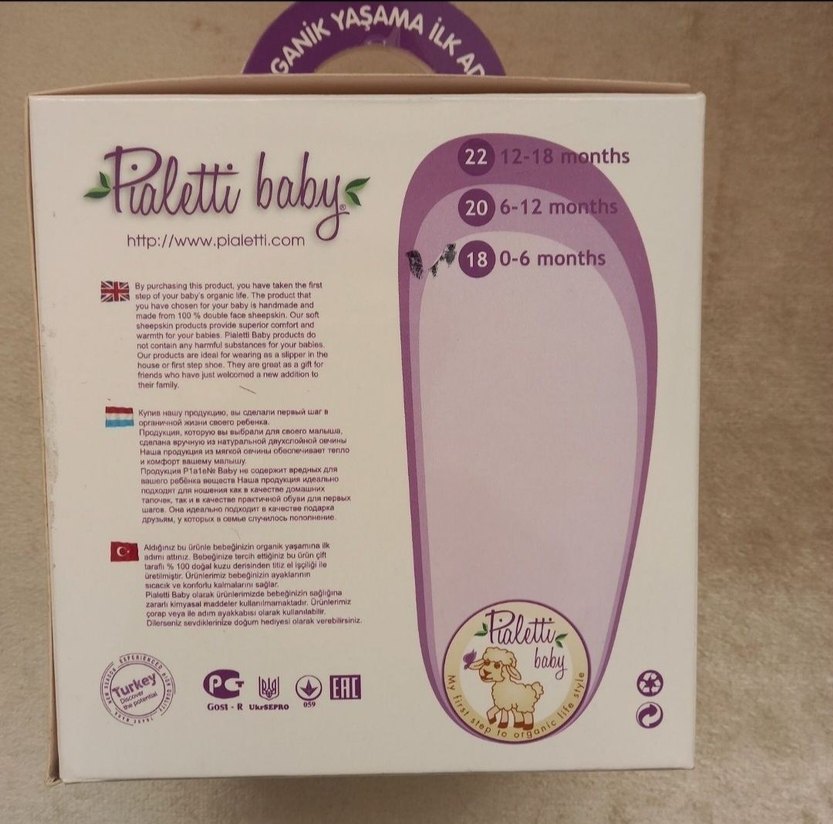 GANİK YAŞAMA İLK AD
Pialetti baby®
http://www.pialetti.com
22 12-18 months
20 6-12 months
18 0-6 months
By purchasing this product, you have taken the first
step of your baby's organic life. The product that
you have chosen for your baby is handmade and
made from 100 % double face sheepskin. Our soft
sheepskin products provide superior comfort and
warmth for your babies. Pialetti Baby products do
not contain any harmful substances for your babies.
Our products are ideal for wearing as a slipper in the
house or first step shoe. They are great as a gift for
friends who have just welcomed a new addition to
their family.
Купив нашу продукцию, вы сделали первый шаг в
органичной жизни своего ребенка.
Продукция, которую вы выбрали для своего малыша,
сделана вручную из натуральной двухслойной овчины
Наша продукция из мягкой овчины обеспечивает тепло
и комфорт вашему малышу.
Продукция P1a1e№ Baby не содержит вредных для
вашего ребёнка веществ Наша продукция идеально
подходит для ношения как в качестве домашних
тапочек, так и в качестве практичной обуви для первых
шагов. Она идеально подходит в качестве подарка
друзьям, у которых в семье случилось пополнение.
Aldığınız bu ürünle bebeğinizin organik yaşamına ilk
adımı attınız. Bebeğinize tercih ettiğiniz bu ürün çift
taraflı % 100 doğal kuzu derisinden titiz el işçiliği ile
üretilmiştir. Ürünlerimiz bebeğinizin ayaklarının
sıcacık ve konforlu kalmalarını sağlar.
Pialetti Baby olarak ürünlerimizde bebeğinizin sağlığına
zararlı kimyasal maddeler kullanılmamaktadır. Ürünlerimiz
çorap veya ile adım ayakkabısı olarak kullanılabilir.
Dilerseniz sevdiklerinize doğum hediyesi olarak verebilirsiniz.
Turkey
Discover
the potential
Gost - R
UkrSEPRO
059
EAC
Pialetti
baby
My first step to organic life style